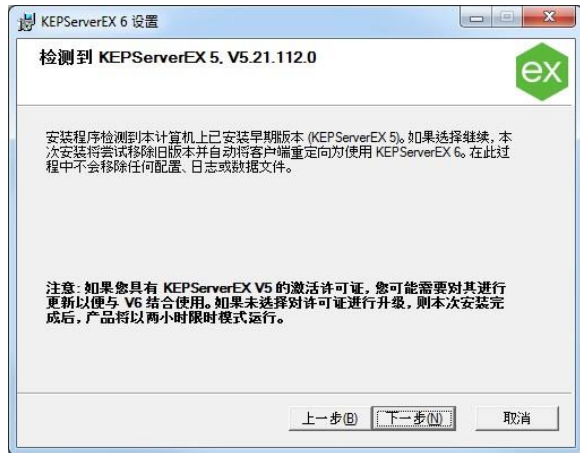 KEPServerEX 6 设置
检测到 KEPServerEX 5, V5.21.112.0
ex
安装程序检测到本计算机上已安装早期版本 (KEPServerEX 5)。如果选择继续, 本
次安装将尝试移除旧版本并自动将客户端重定向为使用 KEPServerEX 6。在此过
程中不会移除任何配置、日志或数据文件。
注意: 如果您具有 KEPServerEX V5 的激活许可证, 您可能需要对其进行
更新以便与 V6 结合使用。如果未选择对许可证进行升级, 则本次安装完
成后, 产品将以两小时限时模式运行。
上一步(B) 下一步(N) 取消